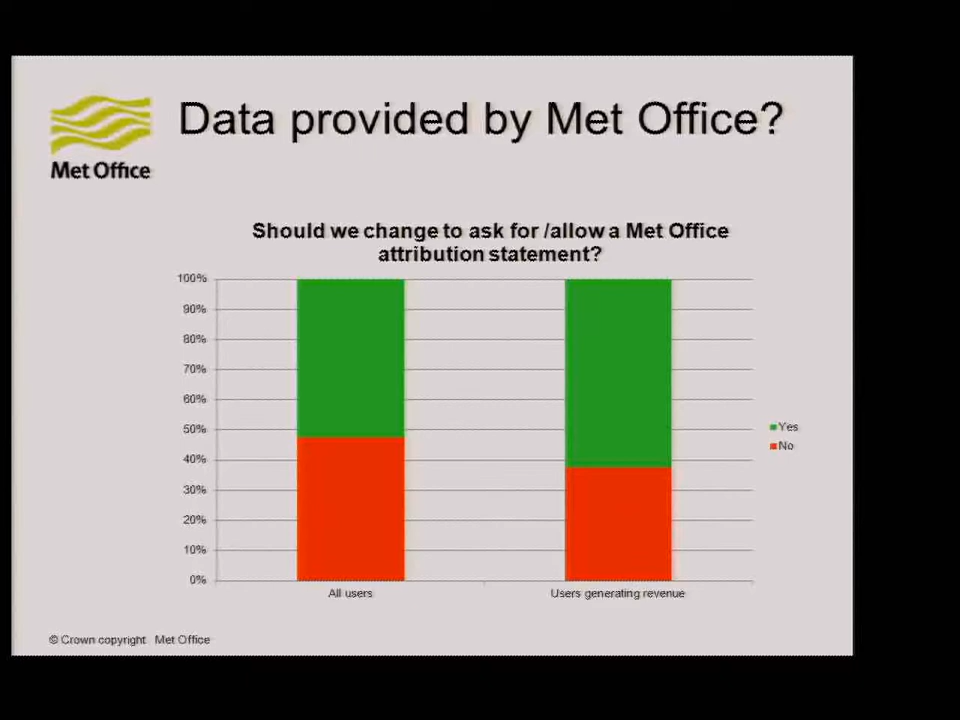 Data provided by Met Office?
Met Office
Should we change to ask for /allow a Met Office
attribution statement?
100%
90%
80%
70%
60%
50%
40%
30%
20%
10%
0%
All users
Users generating revenue
Yes
No
© Crown copyright Met Office